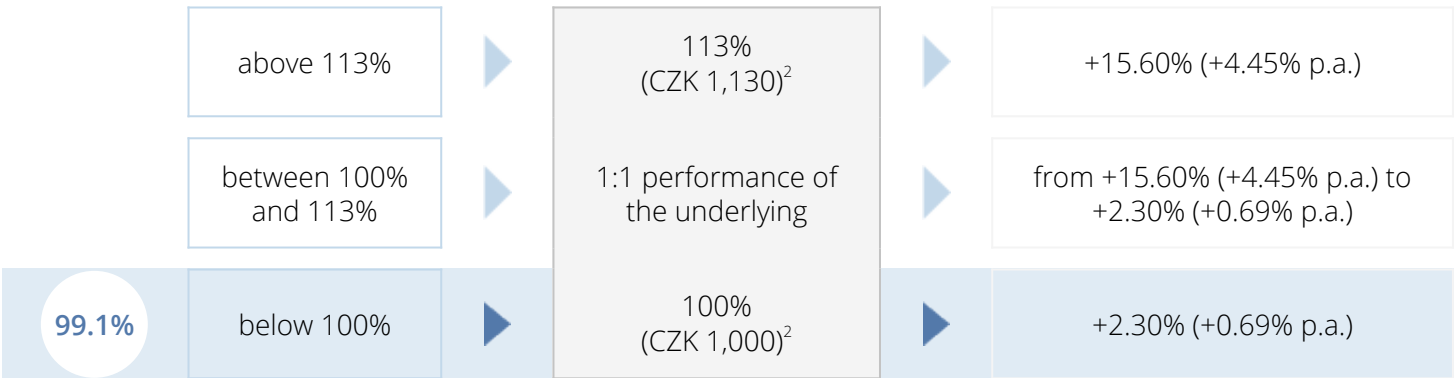 above 113%
113%
(CZK 1,130)²
+15.60% (+4.45% p.a.)
between 100%
and 113%
1:1 performance of
the underlying
from +15.60% (+4.45% p.a.) to
+2.30% (+0.69% p.a.)
99.1%
below 100%
100%
(CZK 1,000)²
+2.30% (+0.69% p.a.)